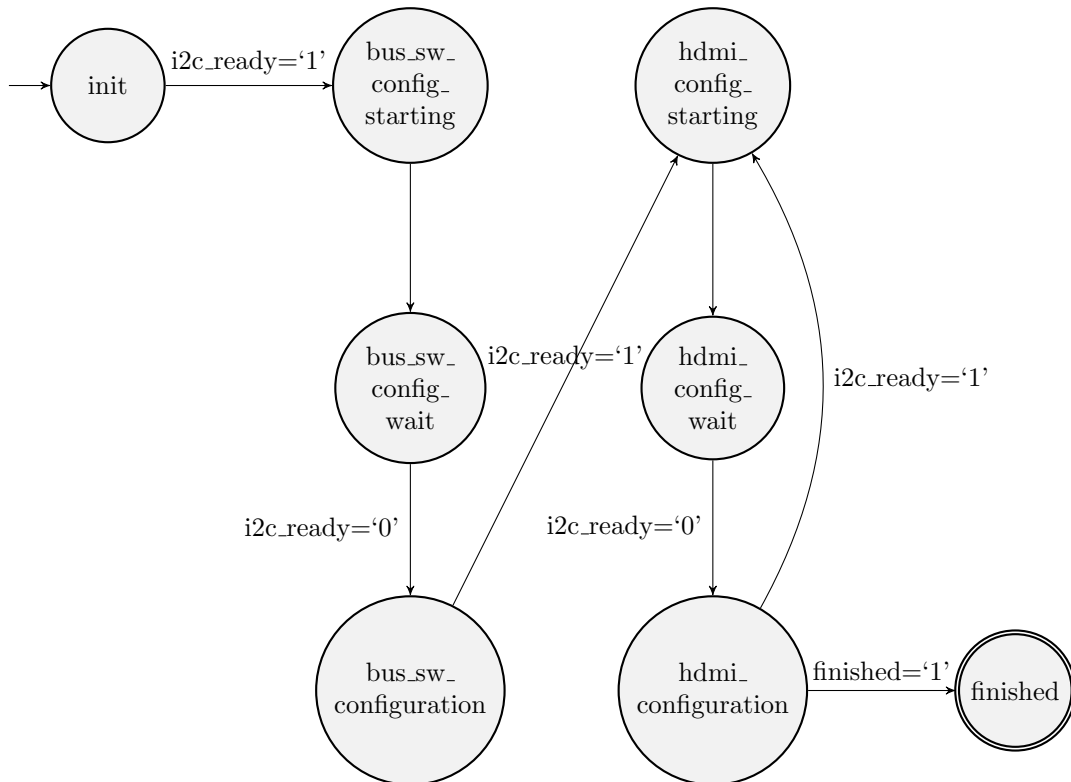 init
i2c_ready=‘1’
bus_sw_
config_
starting
hdmi_
config_
starting
bus_sw_
config_
wait
i2c_ready=‘1’
hdmi_
config_
wait
i2c_ready=‘1’
i2c_ready=‘0’
i2c_ready=‘0’
bus_sw_
configuration
hdmi_
configuration
finished=‘1’
finished